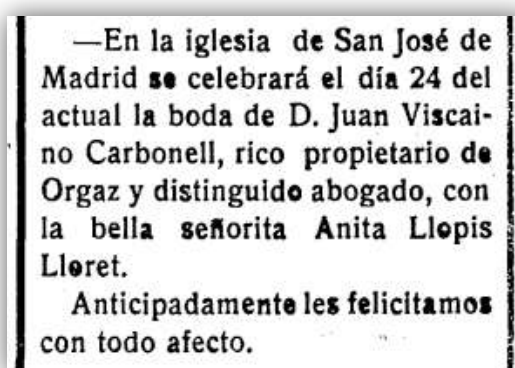 —En la iglesia de San José de
Madrid se celebrará el día 24 del
actual la boda de D. Juan Viscai-
no Carbonell, rico propietario de
Orgaz y distinguido abogado, con
la bella señorita Anita Llopis
Lloret.
Anticipadamente les felicitamos
con todo afecto.